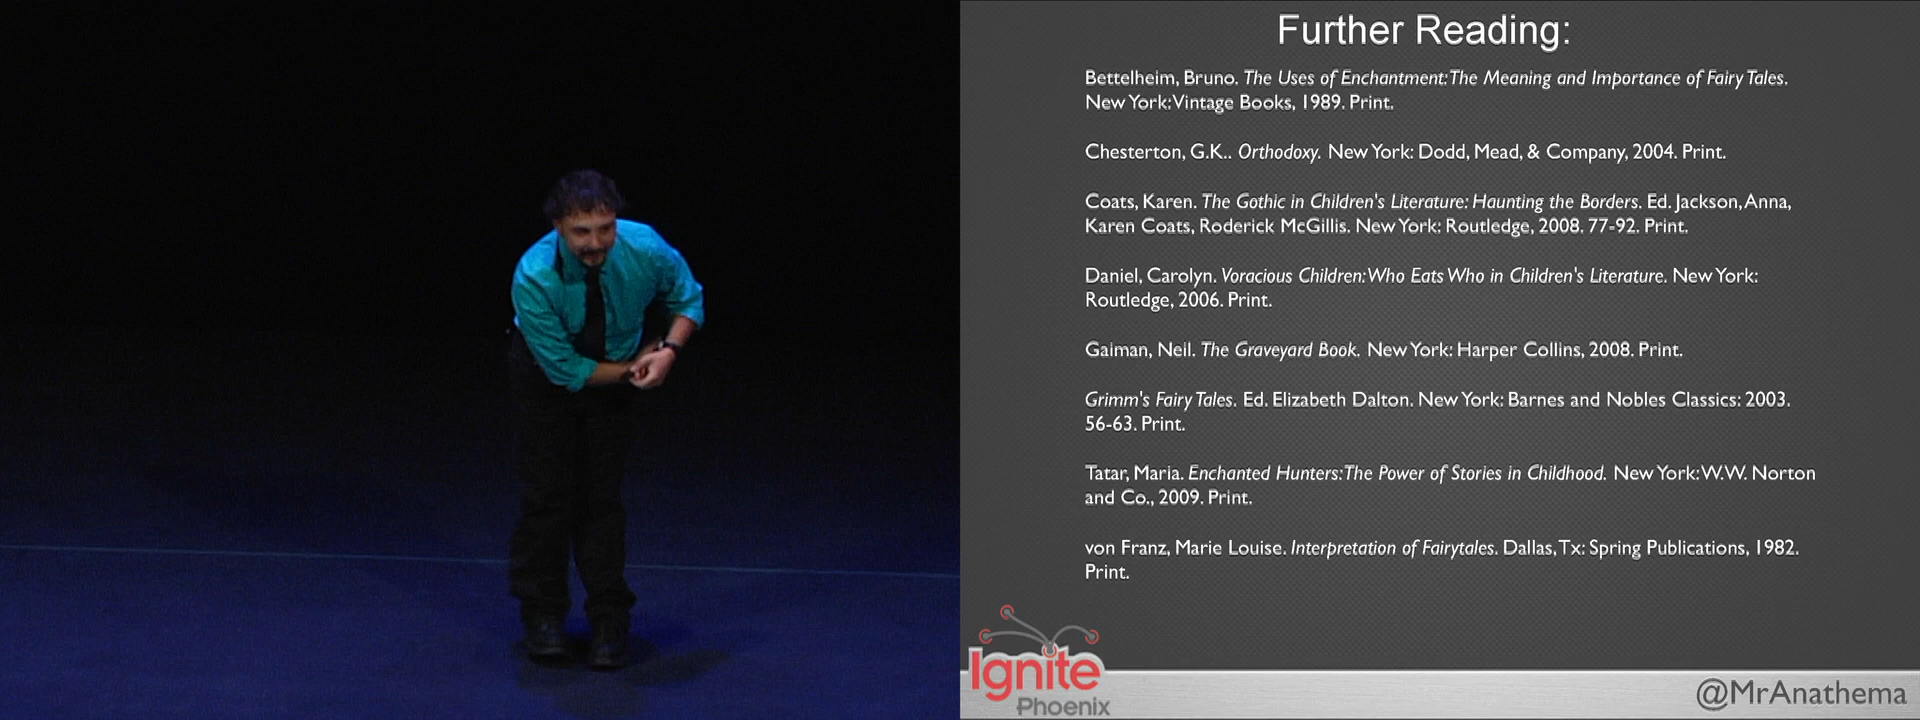 Further Reading:
Bettelheim, Bruno. The Uses of Enchantment: The Meaning and Importance of Fairy Tales.
New York: Vintage Books, 1989. Print.
Chesterton, G.K.. Orthodoxy. New York: Dodd, Mead, & Company, 2004. Print.
Coats, Karen. The Gothic in Children's Literature: Haunting the Borders. Ed. Jackson, Anna,
Karen Coats, Roderick McGillis. New York: Routledge, 2008. 77-92. Print.
Daniel, Carolyn. Voracious Children: Who Eats Who in Children's Literature. New York:
Routledge, 2006. Print.
Gaiman, Neil. The Graveyard Book. New York: Harper Collins, 2008. Print.
Grimm's Fairy Tales. Ed. Elizabeth Dalton. New York: Barnes and Nobles Classics: 2003.
56-63. Print.
Tatar, Maria. Enchanted Hunters: The Power of Stories in Childhood. New York: W.W. Norton
and Co., 2009. Print.
von Franz, Marie Louise. Interpretation of Fairytales. Dallas, Tx: Spring Publications, 1982.
Print.
Ignite
Phoenix
@MrAnathema